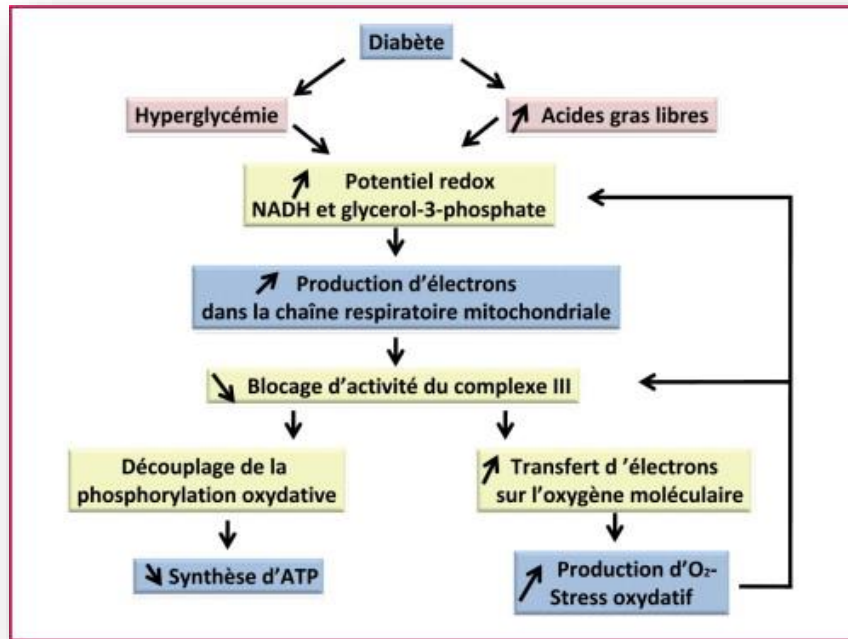 Diabète
Hyperglycémie
Acides gras libres
Potentiel redox
NADH et glycerol-3-phosphate
Production d'électrons
dans la chaîne respiratoire mitochondriale
Blocage d'activité du complexe III
Découplage de la
phosphorylation oxydative
Transfert d 'électrons
sur l'oxygène moléculaire
Synthèse d'ATP
Production d'O₂-
Stress oxydatif